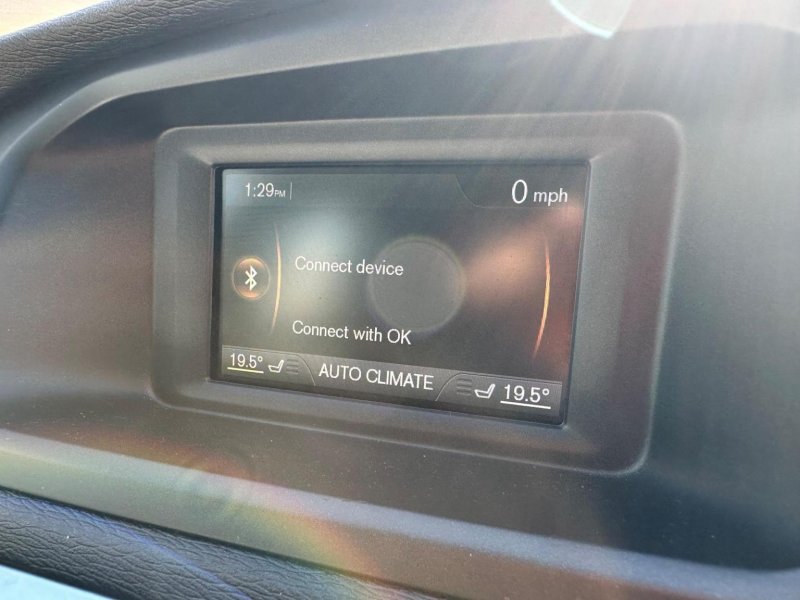 1:29PM
0 mph
Connect device
Connect with OK
19.5° AUTO CLIMATE 19.5°